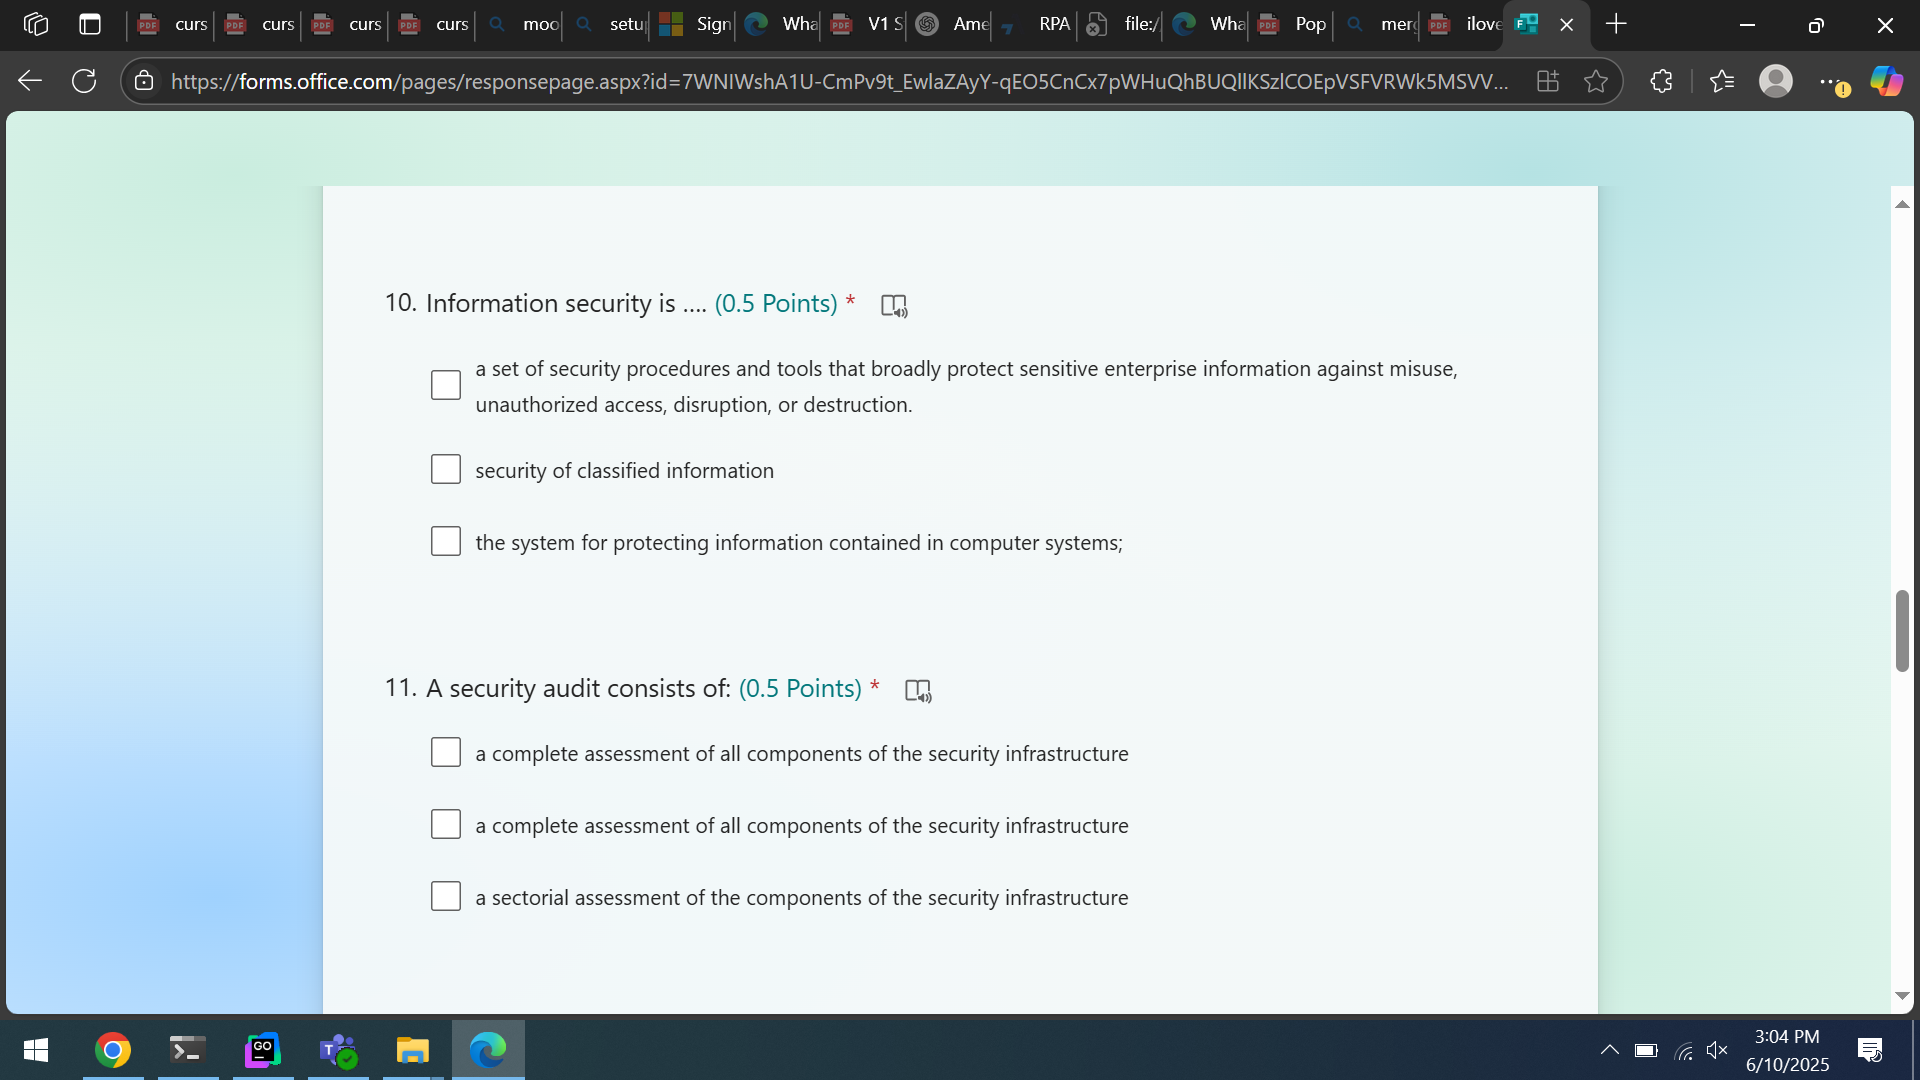 curs
curs
curs
curs
moo
setu
Sign
Wha
V1 S
Ame
RPA
file:/
Wha
Pop
merg
ilove
https://forms.office.com/pages/responsepage.aspx?id=7WNIWshA1U-CmPv9t_EwlaZAyY-qEO5CnCx7pWHuQhBUQllKSzlCOEpVSFVRWk5MSVV...
10. Information security is .... (0.5 Points) *
a set of security procedures and tools that broadly protect sensitive enterprise information against misuse,
unauthorized access, disruption, or destruction.
security of classified information
the system for protecting information contained in computer systems;
11. A security audit consists of: (0.5 Points) *
a complete assessment of all components of the security infrastructure
a complete assessment of all components of the security infrastructure
a sectorial assessment of the components of the security infrastructure
3:04 PM
6/10/2025